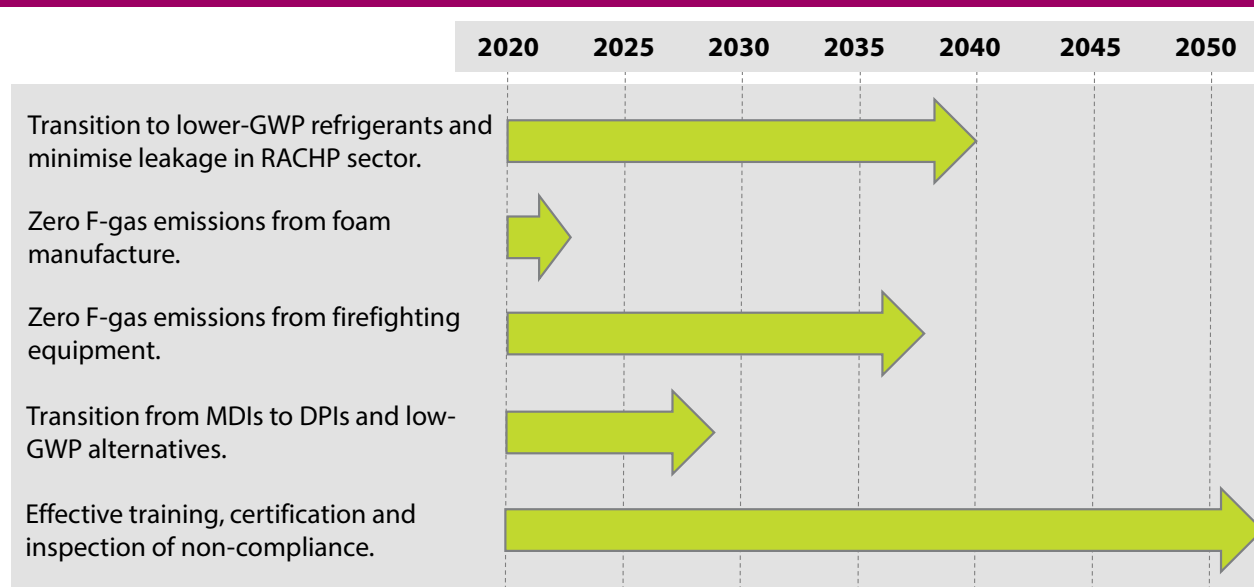 2020 2025 2030 2035 2040 2045 2050
Transition to lower-GWP refrigerants and
minimise leakage in RACHP sector.
Zero F-gas emissions from foam
manufacture.
Zero F-gas emissions from firefighting
equipment.
Transition from MDIs to DPIs and low-
GWP alternatives.
Effective training, certification and
inspection of non-compliance.